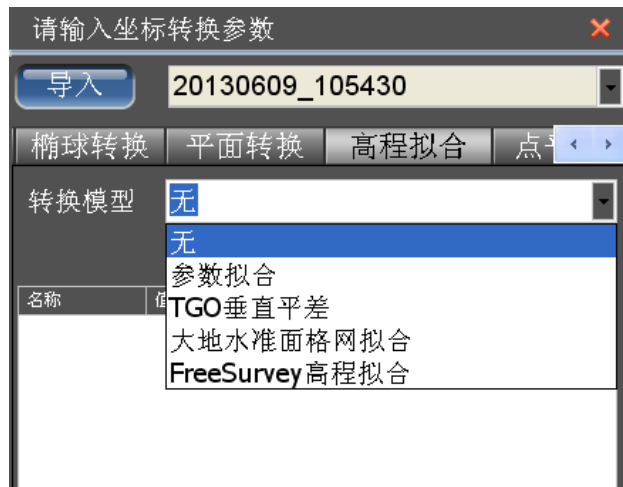 请输入坐标转换参数
导入 20130609_105430
椭球转换 平面转换 高程拟合 点
转换模型 无
无
参数拟合
TGO垂直平差
名称 值
大地水准面格网拟合
FreeSurvey高程拟合